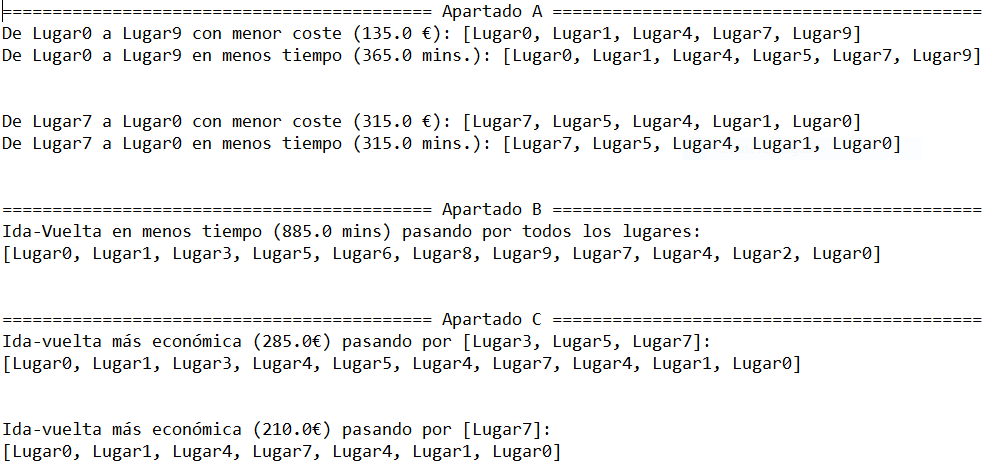 =========================================== Apartado A ===========================================
De Lugar0 a Lugar9 con menor coste (135.0 €): [Lugar0, Lugar1, Lugar4, Lugar7, Lugar9]
De Lugar0 a Lugar9 en menos tiempo (365.0 mins.): [Lugar0, Lugar1, Lugar4, Lugar5, Lugar7, Lugar9]
De Lugar7 a Lugar0 con menor coste (315.0 €): [Lugar7, Lugar5, Lugar4, Lugar1, Lugar0]
De Lugar7 a Lugar0 en menos tiempo (315.0 mins.): [Lugar7, Lugar5, Lugar4, Lugar1, Lugar0]
=========================================== Apartado B ===========================================
Ida-Vuelta en menos tiempo (885.0 mins) pasando por todos los lugares:
[Lugar0, Lugar1, Lugar3, Lugar5, Lugar6, Lugar8, Lugar9, Lugar7, Lugar4, Lugar2, Lugar0]
=========================================== Apartado C ===========================================
Ida-vuelta más económica (285.0€) pasando por [Lugar3, Lugar5, Lugar7]:
[Lugar0, Lugar1, Lugar3, Lugar4, Lugar5, Lugar4, Lugar7, Lugar4, Lugar1, Lugar0]
Ida-vuelta más económica (210.0€) pasando por [Lugar7]:
[Lugar0, Lugar1, Lugar4, Lugar7, Lugar4, Lugar1, Lugar0]